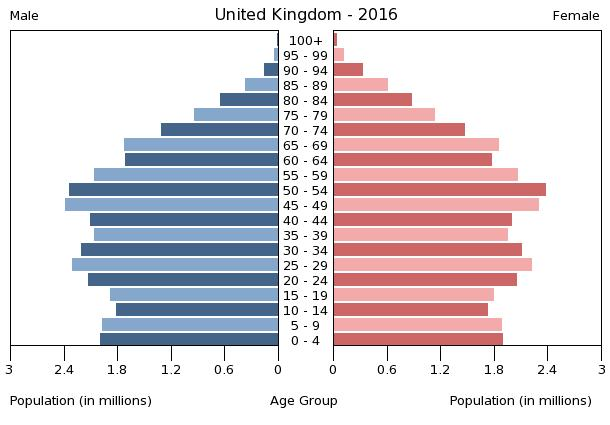 Male United Kingdom - 2016 Female
100+
95 - 99
90 - 94
85 - 89
80 - 84
75 - 79
70 - 74
65 - 69
60 - 64
55 - 59
50 - 54
45 - 49
40 - 44
35 - 39
30 - 34
25 - 29
20 - 24
15 - 19
10 - 14
5 - 9
0 - 4
3 2.4 1.8 1.2 0.6 0 0 0.6 1.2 1.8 2.4 3
Population (in millions) Age Group Population (in millions)